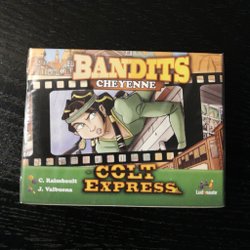 BANDITS
CHEYENNE
COLT
EXPRESS
C. Raimbault
J. Valbuena
Ludonaute